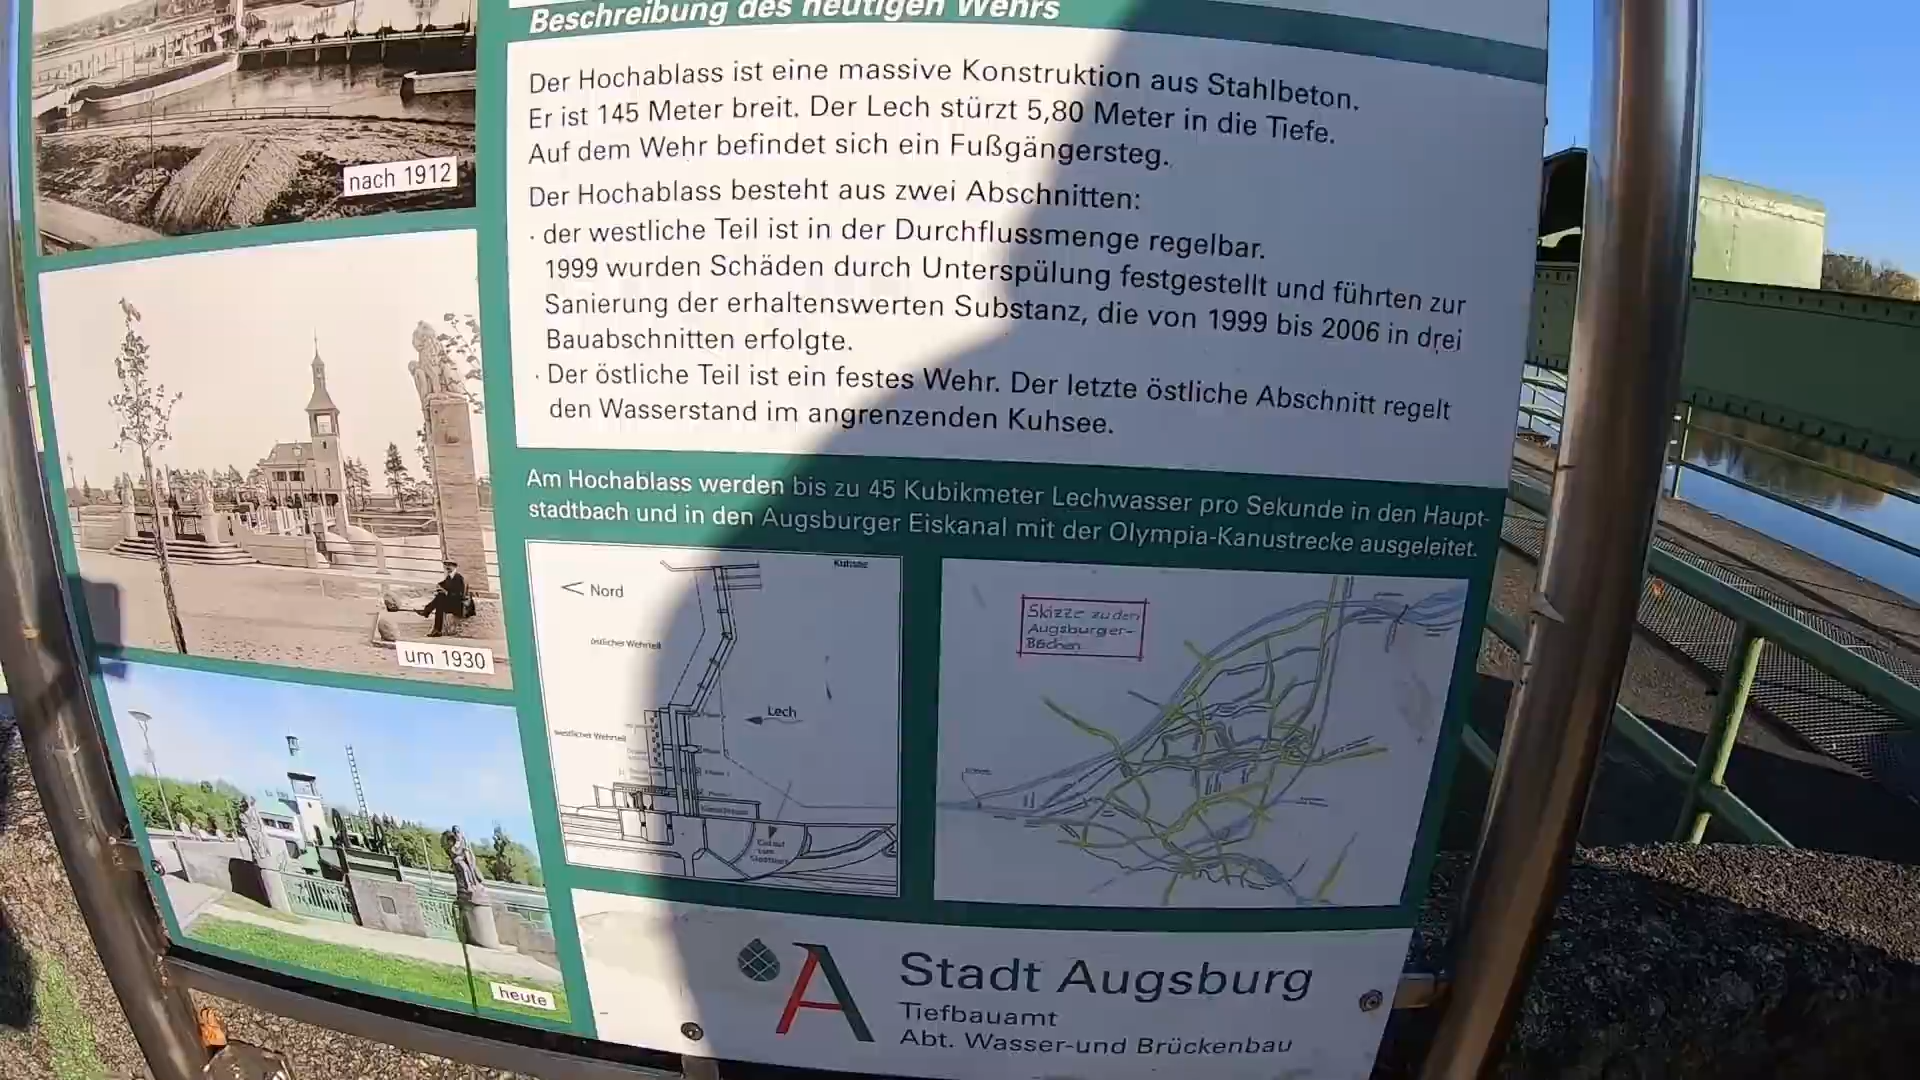 Beschreibung des heutigen Wehrs
Der Hochablass ist eine massive Konstruktion aus Stahlbeton.
Er ist 145 Meter breit. Der Lech stürzt 5,80 Meter in die Tiefe.
Auf dem Wehr befindet sich ein Fußgängersteg.
Der Hochablass besteht aus zwei Abschnitten:
· der westliche Teil ist in der Durchflussmenge regelbar.
1999 wurden Schäden durch Unterspülung festgestellt und führten zur
Sanierung der erhaltenswerten Substanz, die von 1999 bis 2006 in drei
Bauabschnitten erfolgte.
· Der östliche Teil ist ein festes Wehr. Der letzte östliche Abschnitt regelt
den Wasserstand im angrenzenden Kuhsee.
Am Hochablass werden bis zu 45 Kubikmeter Lechwasser pro Sekunde in den Haupt-
stadtbach und in den Augsburger Eiskanal mit der Olympia-Kanustrecke ausgeleitet.
nach 1912
um 1930
heute
Kuhsee
Nord
östlicher Wehrteil
Lech
westlicher Wehrteil
Einlauf
zum
Stadtbach
Skizze zu den
Augsburger-
Bächen
Stadt Augsburg
Tiefbauamt
Abt. Wasser-und Brückenbau